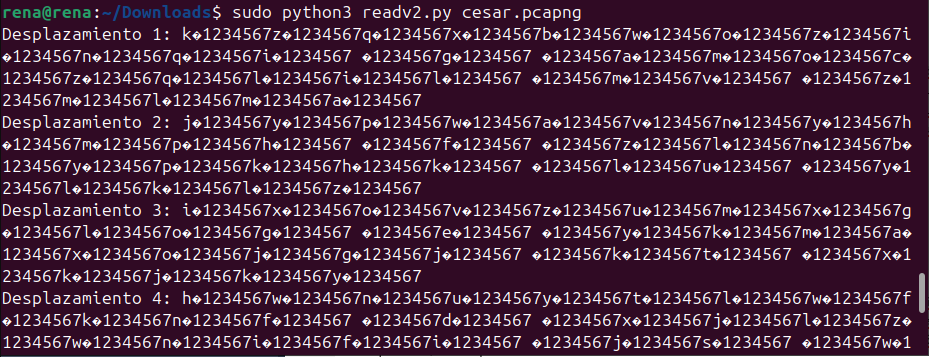 rena@rena:~/Downloads$ sudo python3 readv2.py cesar.pcapng
Desplazamiento 1: k�1234567z�1234567q�1234567x�1234567b�1234567w�1234567o�1234567z�1234567i
�1234567n�1234567q�1234567i�1234567 �1234567g�1234567 �1234567a�1234567m�1234567o�1234567c�
1234567z�1234567q�1234567l�1234567i�1234567l�1234567 �1234567m�1234567v�1234567 �1234567z�1
234567m�1234567l�1234567m�1234567a�1234567
Desplazamiento 2: j�1234567y�1234567p�1234567w�1234567a�1234567v�1234567n�1234567y�1234567h
�1234567m�1234567p�1234567h�1234567 �1234567f�1234567 �1234567z�1234567l�1234567n�1234567b�
1234567y�1234567p�1234567k�1234567h�1234567k�1234567 �1234567l�1234567u�1234567 �1234567y�1
234567l�1234567k�1234567l�1234567z�1234567
Desplazamiento 3: i�1234567x�1234567o�1234567v�1234567z�1234567u�1234567m�1234567x�1234567g
�1234567l�1234567o�1234567g�1234567 �1234567e�1234567 �1234567y�1234567k�1234567m�1234567a�
1234567x�1234567o�1234567j�1234567g�1234567j�1234567 �1234567k�1234567t�1234567 �1234567x�1
234567k�1234567j�1234567k�1234567y�1234567
Desplazamiento 4: h�1234567w�1234567n�1234567u�1234567y�1234567t�1234567l�1234567w�1234567f
�1234567k�1234567n�1234567f�1234567 �1234567d�1234567 �1234567x�1234567j�1234567l�1234567z�
1234567w�1234567n�1234567i�1234567f�1234567i�1234567 �1234567j�1234567s�1234567 �1234567w�1